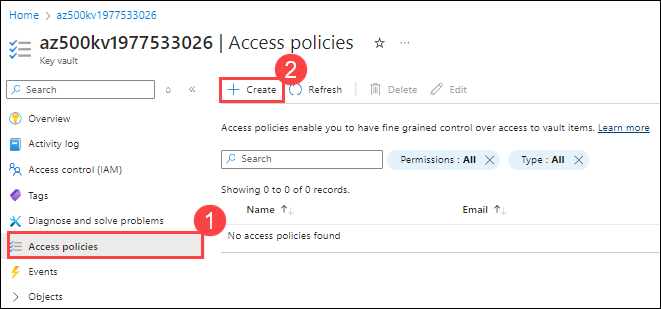 Home > az500kv1977533026
az500kv1977533026 | Access policies ☆ ...
Key vault
2
Search
+ Create Refresh Delete Edit
Overview
Activity log
Access policies enable you to have fine grained control over access to vault items. Learn more
Access control (IAM)
Search Permissions : All Type : All
Tags
Showing 0 to 0 of 0 records.
Diagnose and solve problems
1
Name ↑↓ Email ↑↓
Access policies
No access policies found
Events
> Objects